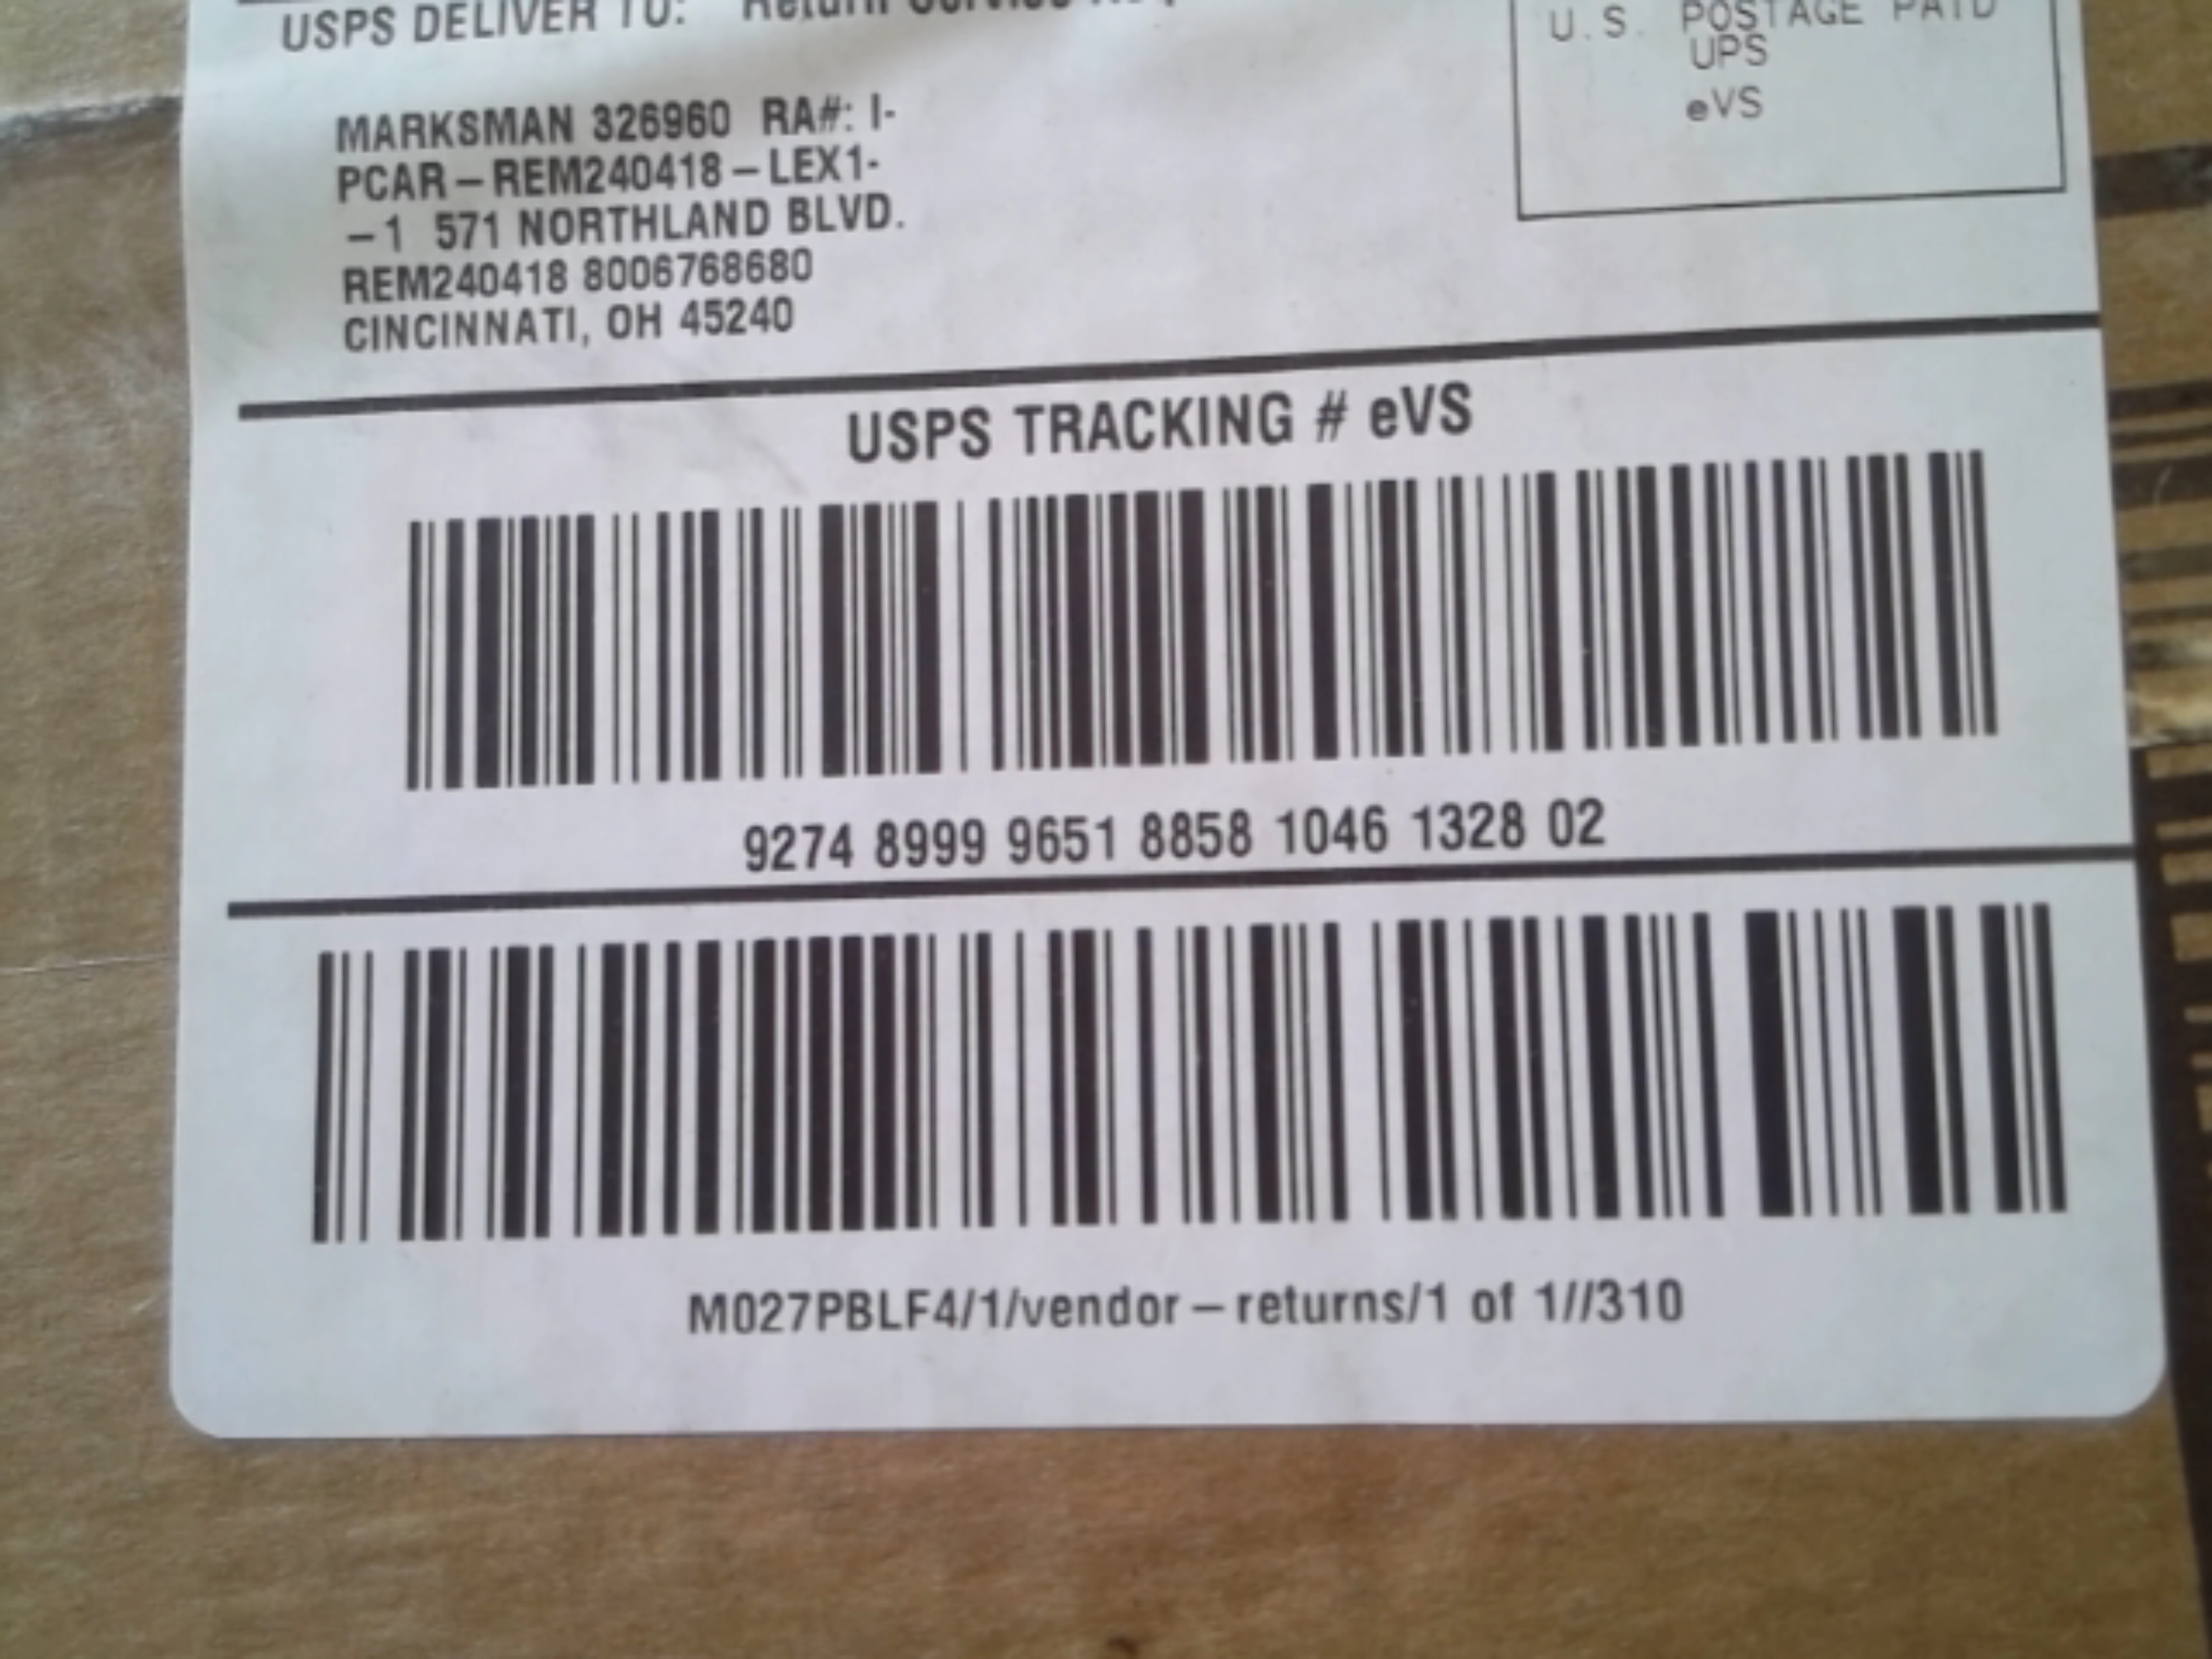 USPS DELIVER TO: Return Service
U.S. POSTAGE PAID
UPS
eVS
MARKSMAN 326960 RA#: I-
PCAR – REM240418 – LEX1-
– 1 571 NORTHLAND BLVD.
REM240418 8006768680
CINCINNATI, OH 45240
USPS TRACKING # eVS
9274 8999 9651 8858 1046 1328 02
M027PBLF4/1/vendor – returns/1 of 1//310